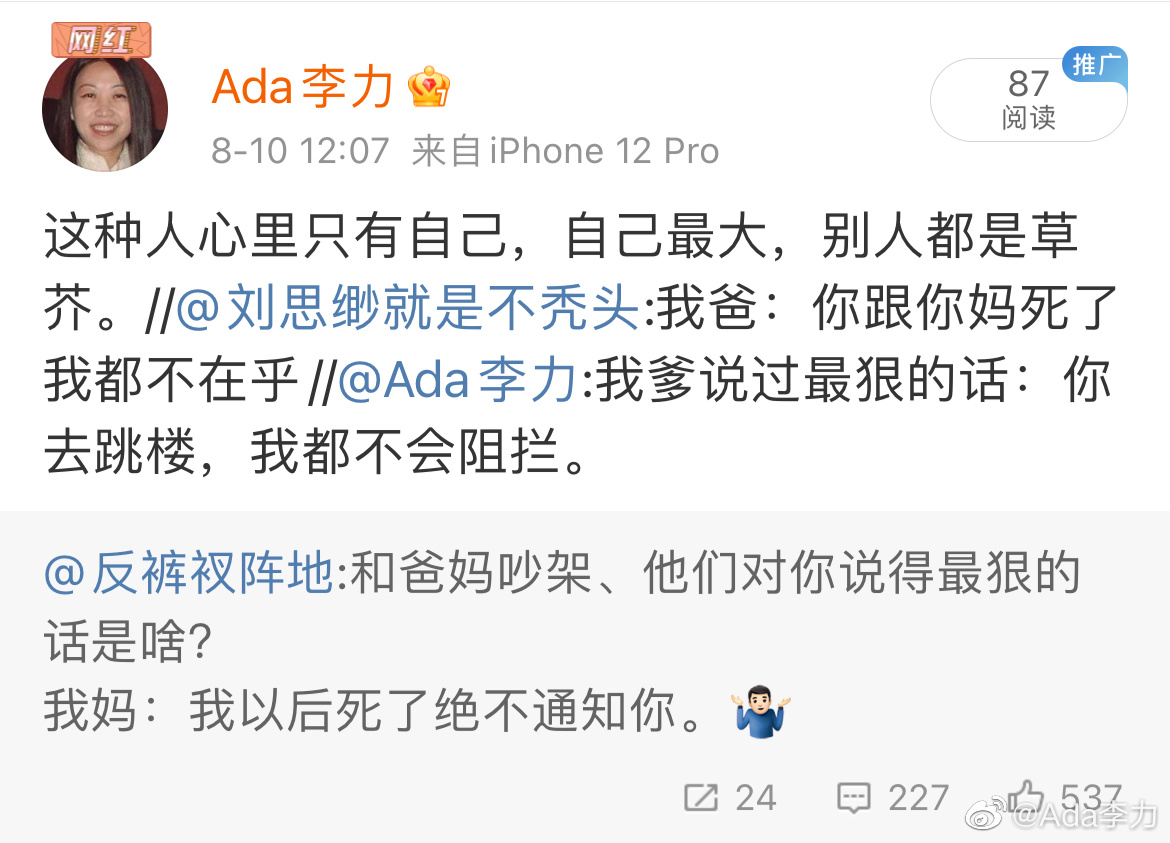 网红
Ada李力
推广
87
阅读
8-10 12:07 来自 iPhone 12 Pro
这种人心里只有自己，自己最大，别人都是草
芥。//@刘思缈就是不秃头:我爸：你跟你妈死了
我都不在乎//@Ada李力:我爹说过最狠的话：你
去跳楼，我都不会阻拦。
@反裤衩阵地:和爸妈吵架、他们对你说得最狠的
话是啥？
我妈：我以后死了绝不通知你。🤷🏻‍♂️
24 227 537
@Ada李力